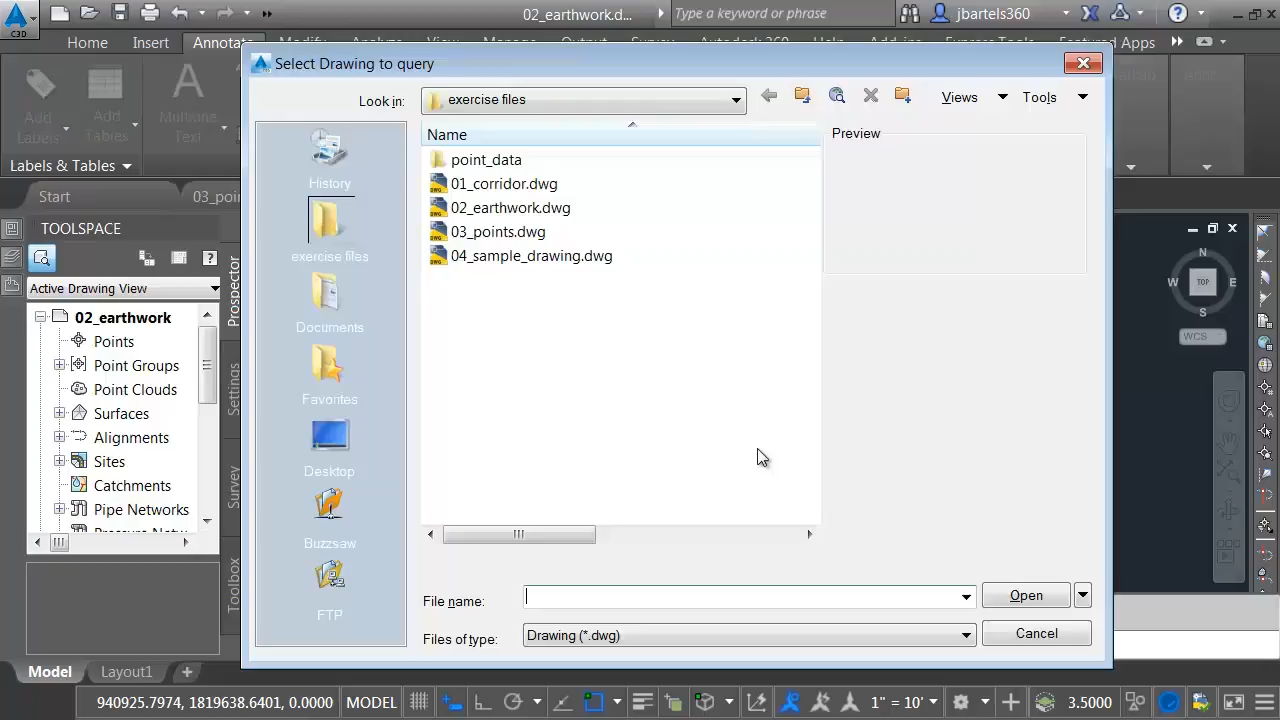 C3D
02_earthwork.d...
Type a keyword or phrase
jbartels360
Home
Insert
Annotate
Express Tools
Featured Apps
Select Drawing to query
Look in:
exercise files
Views
Tools
Add
Labels
Add
Tables
Multiline
Text
Labels & Tables
Name
Preview
point_data
01_corridor.dwg
02_earthwork.dwg
03_points.dwg
04_sample_drawing.dwg
History
exercise files
Documents
Favorites
Desktop
Buzzsaw
FTP
Start
03_poi
TOOLSPACE
Active Drawing View
02_earthwork
Points
Point Groups
Point Clouds
Surfaces
Alignments
Sites
Catchments
Pipe Networks
Prospector
Settings
Survey
Toolbox
N
W
TOP
E
S
WCS
File name:
Open
Files of type:
Drawing (*.dwg)
Cancel
Model
Layout1
940925.7974, 1819638.6401, 0.0000
MODEL
1" = 10'
3.5000